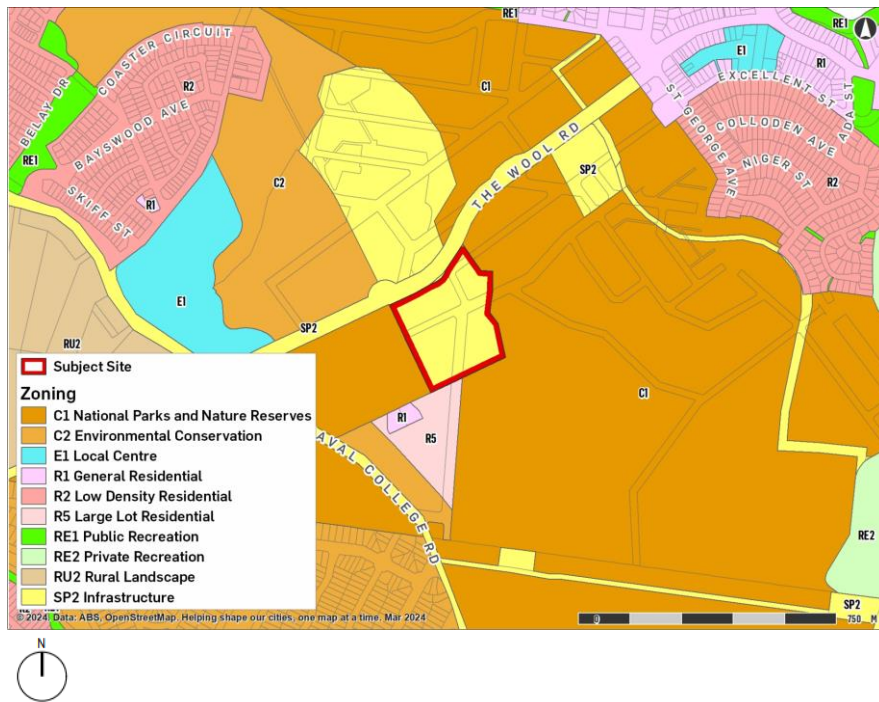 RE1
RE1
COASTER CIRCUIT
E1
R1
R2
C1
BELAY DR
EXCELLENT ST
ADA ST
ST GEORGE AVE
COLLODEN AVE
BAYSWOOD AVE
THE WOOL RD
NIGER ST
RE1
SP2
R2
C2
SKIFF ST
R1
E1
SP2
RU2
Subject Site
Zoning
C1 National Parks and Nature Reserves
C2 Environmental Conservation
E1 Local Centre
R1 General Residential
R2 Low Density Residential
R5 Large Lot Residential
RE1 Public Recreation
RE2 Private Recreation
RU2 Rural Landscape
SP2 Infrastructure
C1
R1
R5
AVAL COLLEGE RD
RE2
SP2
© 2024. Data: ABS, OpenStreetMap. Helping shape our cities, one map at a time. Mar 2024
0 750 M
N